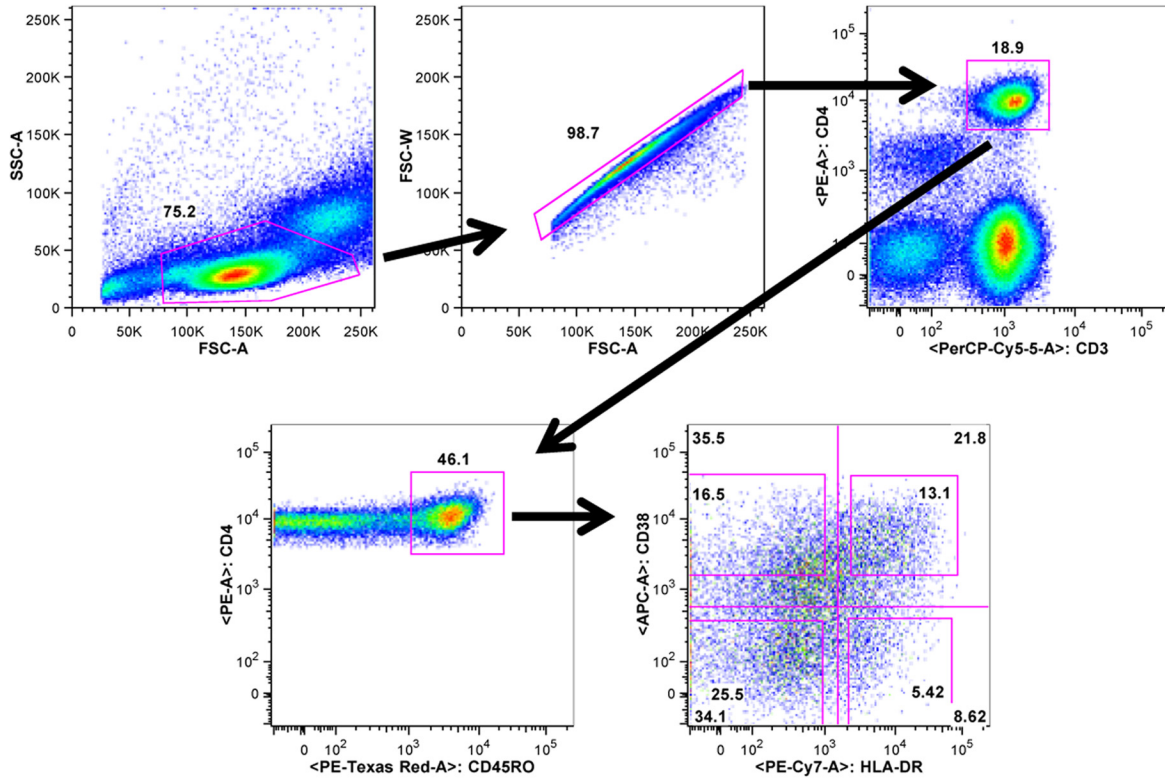 260K
200K
150K
100K
50K
0
SSC-A
75.2
0 50K 100K 150K 200K 250K
FSC-A
250K
200K
150K
100K
50K
0
FSC-W
98.7
0 50K 100K 150K 200K 250K
FSC-A
10^5
10^4
10^3
0
<PE-A>: CD4
18.9
0 10^2 10^3 10^4 10^5
<PerCP-Cy5-5-A>: CD3
10^5
10^4
10^3
10^2
0
<PE-A>: CD4
46.1
0 10^2 10^3 10^4 10^5
<PE-Texas Red-A>: CD45RO
10^5
10^4
10^3
10^2
0
<APC-A>: CD38
35.5 21.8
16.5 13.1
25.5 5.42
34.1 8.62
0 10^2 10^3 10^4 10^5
<PE-Cy7-A>: HLA-DR